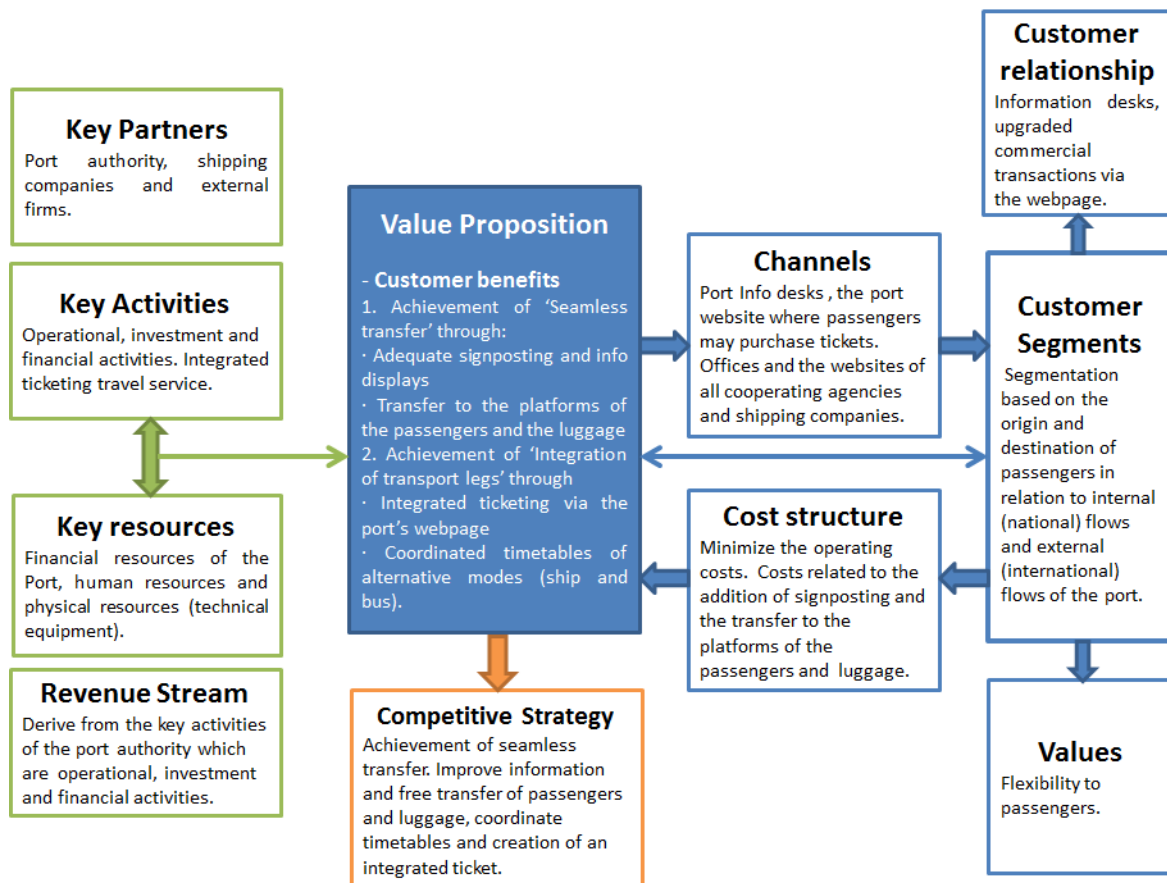 Key Partners
Port authority, shipping
companies and external
firms.
Key Activities
Operational, investment and
financial activities. Integrated
ticketing travel service.
Key resources
Financial resources of the
Port, human resources and
physical resources (technical
equipment).
Revenue Stream
Derive from the key activities
of the port authority which
are operational, investment
and financial activities.
Value Proposition
- Customer benefits
1. Achievement of ‘Seamless
transfer’ through:
· Adequate signposting and info
displays
· Transfer to the platforms of
the passengers and the luggage
2. Achievement of ‘Integration
of transport legs’ through
· Integrated ticketing via the
port’s webpage
· Coordinated timetables of
alternative modes (ship and
bus).
Competitive Strategy
Achievement of seamless
transfer. Improve information
and free transfer of passengers
and luggage, coordinate
timetables and creation of an
integrated ticket.
Channels
Port Info desks , the port
website where passengers
may purchase tickets.
Offices and the websites of
all cooperating agencies
and shipping companies.
Cost structure
Minimize the operating
costs. Costs related to the
addition of signposting and
the transfer to the
platforms of the
passengers and luggage.
Customer
relationship
Information desks,
upgraded
commercial
transactions via
the webpage.
Customer
Segments
Segmentation
based on the
origin and
destination of
passengers in
relation to internal
(national) flows
and external
(international)
flows of the port.
Values
Flexibility to
passengers.